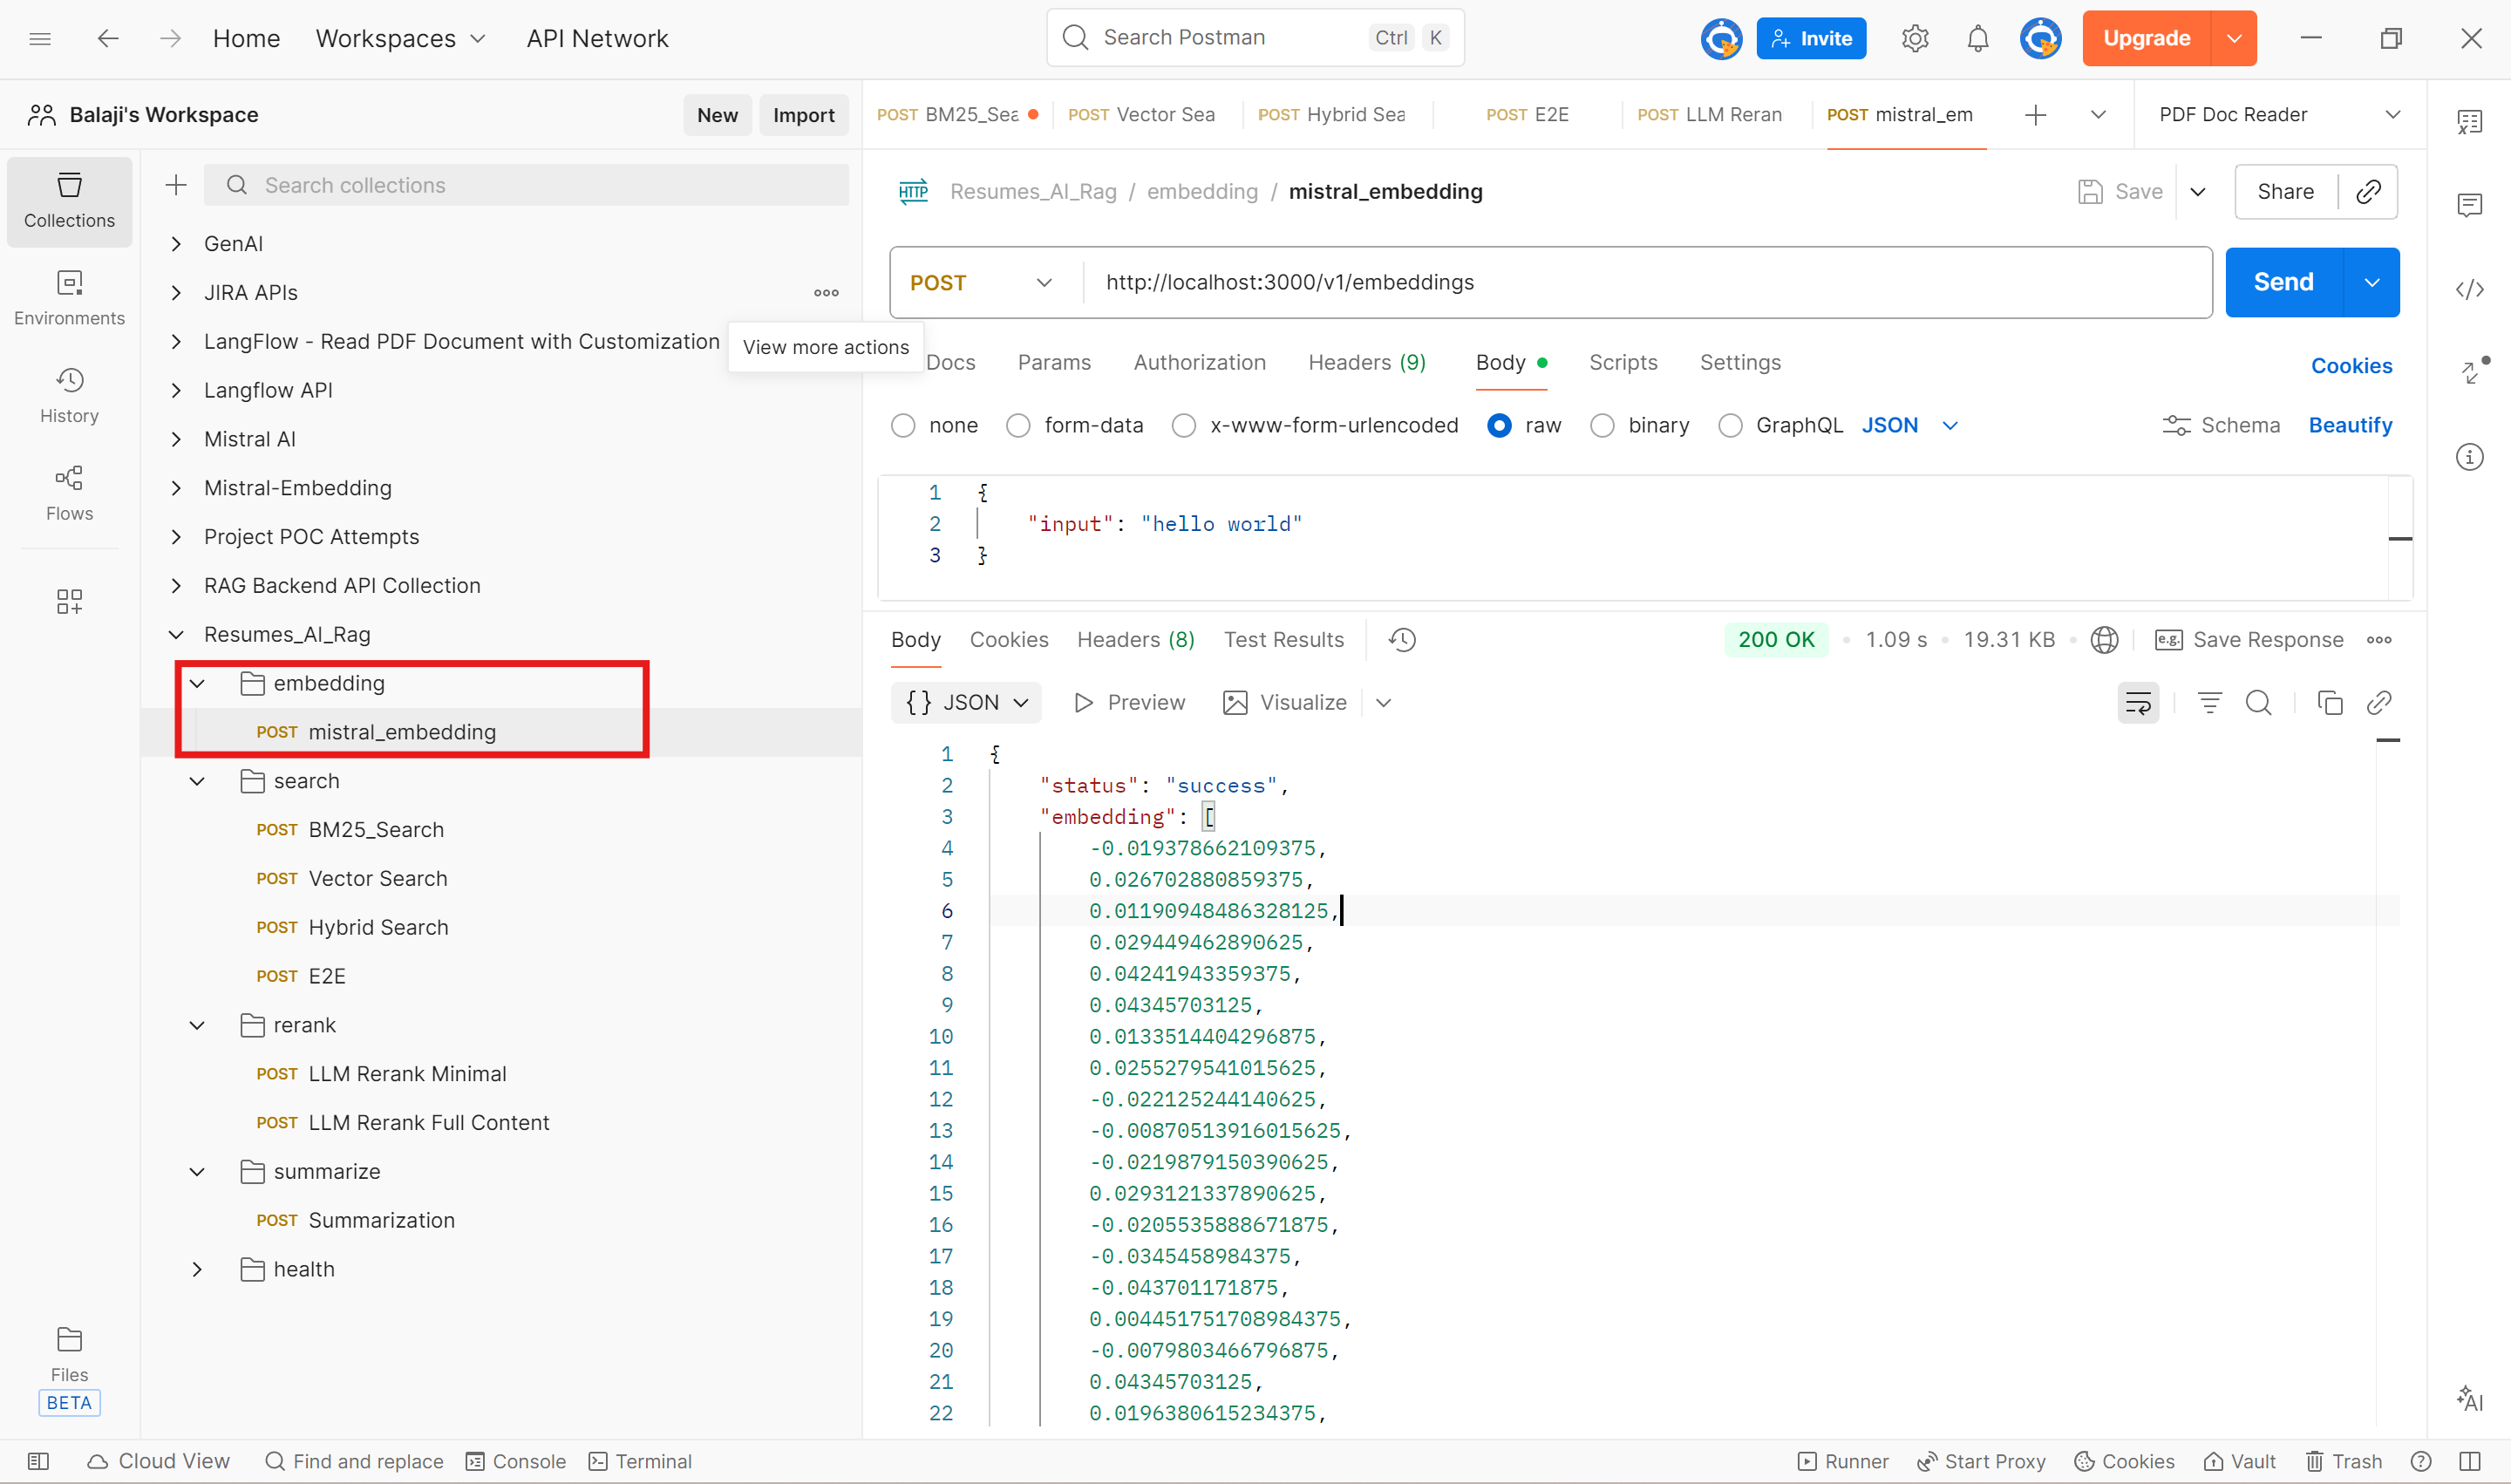 Home Workspaces API Network Search Postman Ctrl K Invite Upgrade
Balaji's Workspace New Import
POST BM25_Sea POST Vector Sea POST Hybrid Sea POST E2E POST LLM Reran POST mistral_em PDF Doc Reader
Collections
Environments
History
Flows
Files
BETA
Search collections
GenAI
JIRA APIs
LangFlow - Read PDF Document with Customization
View more actions
Langflow API
Mistral AI
Mistral-Embedding
Project POC Attempts
RAG Backend API Collection
Resumes_AI_Rag
embedding
POST mistral_embedding
search
POST BM25_Search
POST Vector Search
POST Hybrid Search
POST E2E
rerank
POST LLM Rerank Minimal
POST LLM Rerank Full Content
summarize
POST Summarization
health
HTTP Resumes_AI_Rag / embedding / mistral_embedding Save Share
POST http://localhost:3000/v1/embeddings Send
Docs Params Authorization Headers (9) Body Scripts Settings Cookies
none form-data x-www-form-urlencoded raw binary GraphQL JSON Schema Beautify
1 {
2 "input": "hello world"
3 }
Body Cookies Headers (8) Test Results 200 OK 1.09 s 19.31 KB e.g. Save Response
{} JSON Preview Visualize
1 {
2 "status": "success",
3 "embedding": [
4 -0.019378662109375,
5 0.026702880859375,
6 0.01190948486328125,
7 0.029449462890625,
8 0.04241943359375,
9 0.04345703125,
10 0.0133514404296875,
11 0.0255279541015625,
12 -0.022125244140625,
13 -0.00870513916015625,
14 -0.0219879150390625,
15 0.0293121337890625,
16 -0.0205535888671875,
17 -0.0345458984375,
18 -0.043701171875,
19 0.004451751708984375,
20 -0.0079803466796875,
21 0.04345703125,
22 0.0196380615234375,
AI
Cloud View Find and replace Console Terminal Runner Start Proxy Cookies Vault Trash